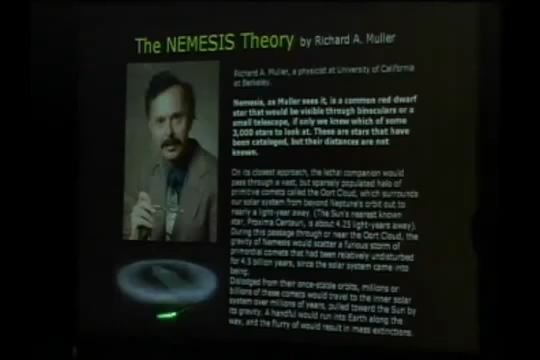 The NEMESIS Theory by Richard A. Muller
Richard A. Muller, a physicist at University of California
at Berkeley.
Nemesis, as Muller sees it, is a common red dwarf
star that would be visible through binoculars or a
small telescope, if only we knew which of some
3,000 stars to look at. These are stars that have
been cataloged, but their distances are not
known.
On its closest approach, the lethal companion would
pass through a vast, but sparsely populated halo of
primitive comets called the Oort Cloud, which surrounds
our solar system from beyond Neptune's orbit out to
nearly a light-year away. (The Sun's nearest known
star, Proxima Centauri, is about 4.25 light-years away).
During this passage through or near the Oort Cloud, the
gravity of Nemesis would scatter a furious storm of
primordial comets that had been relatively undisturbed
for 4.5 billion years, since the solar system came into
being.
Dislodged from their once-stable orbits, millions or
billions of these comets would travel to the inner solar
system over millions of years, pulled toward the Sun by
its gravity. A handful would run into Earth along the
way, and the flurry of would result in mass extinctions.